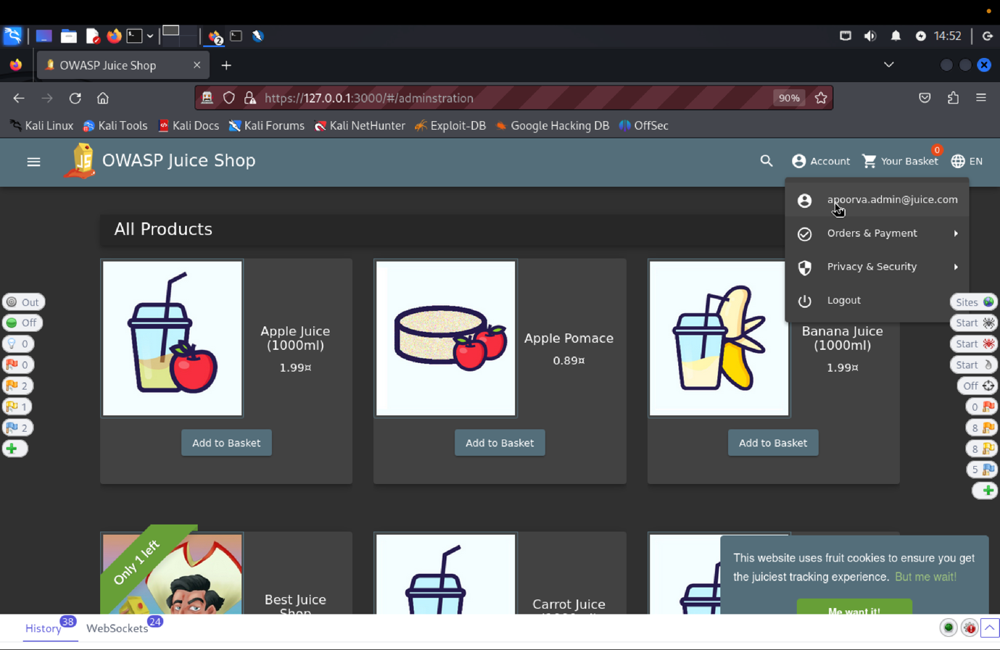 14:52
OWASP Juice Shop
https://127.0.0.1:3000/#/adminstration
90%
Kali Linux
Kali Tools
Kali Docs
Kali Forums
Kali NetHunter
Exploit-DB
Google Hacking DB
OffSec
JS
OWASP Juice Shop
Account
Your Basket
0
EN
apoorva.admin@juice.com
Orders & Payment
Privacy & Security
Logout
All Products
Apple Juice
(1000ml)
1.99¤
Add to Basket
Apple Pomace
0.89¤
Add to Basket
Banana Juice
(1000ml)
1.99¤
Add to Basket
Out
Off
0
0
2
1
2
Sites
Start
Start
Start
Off
0
8
8
5
Only 1 left
Best Juice
Shop
Carrot Juice
(1000ml)
This website uses fruit cookies to ensure you get
the juiciest tracking experience. But me wait!
Me want it!
History
38
WebSockets
24
2